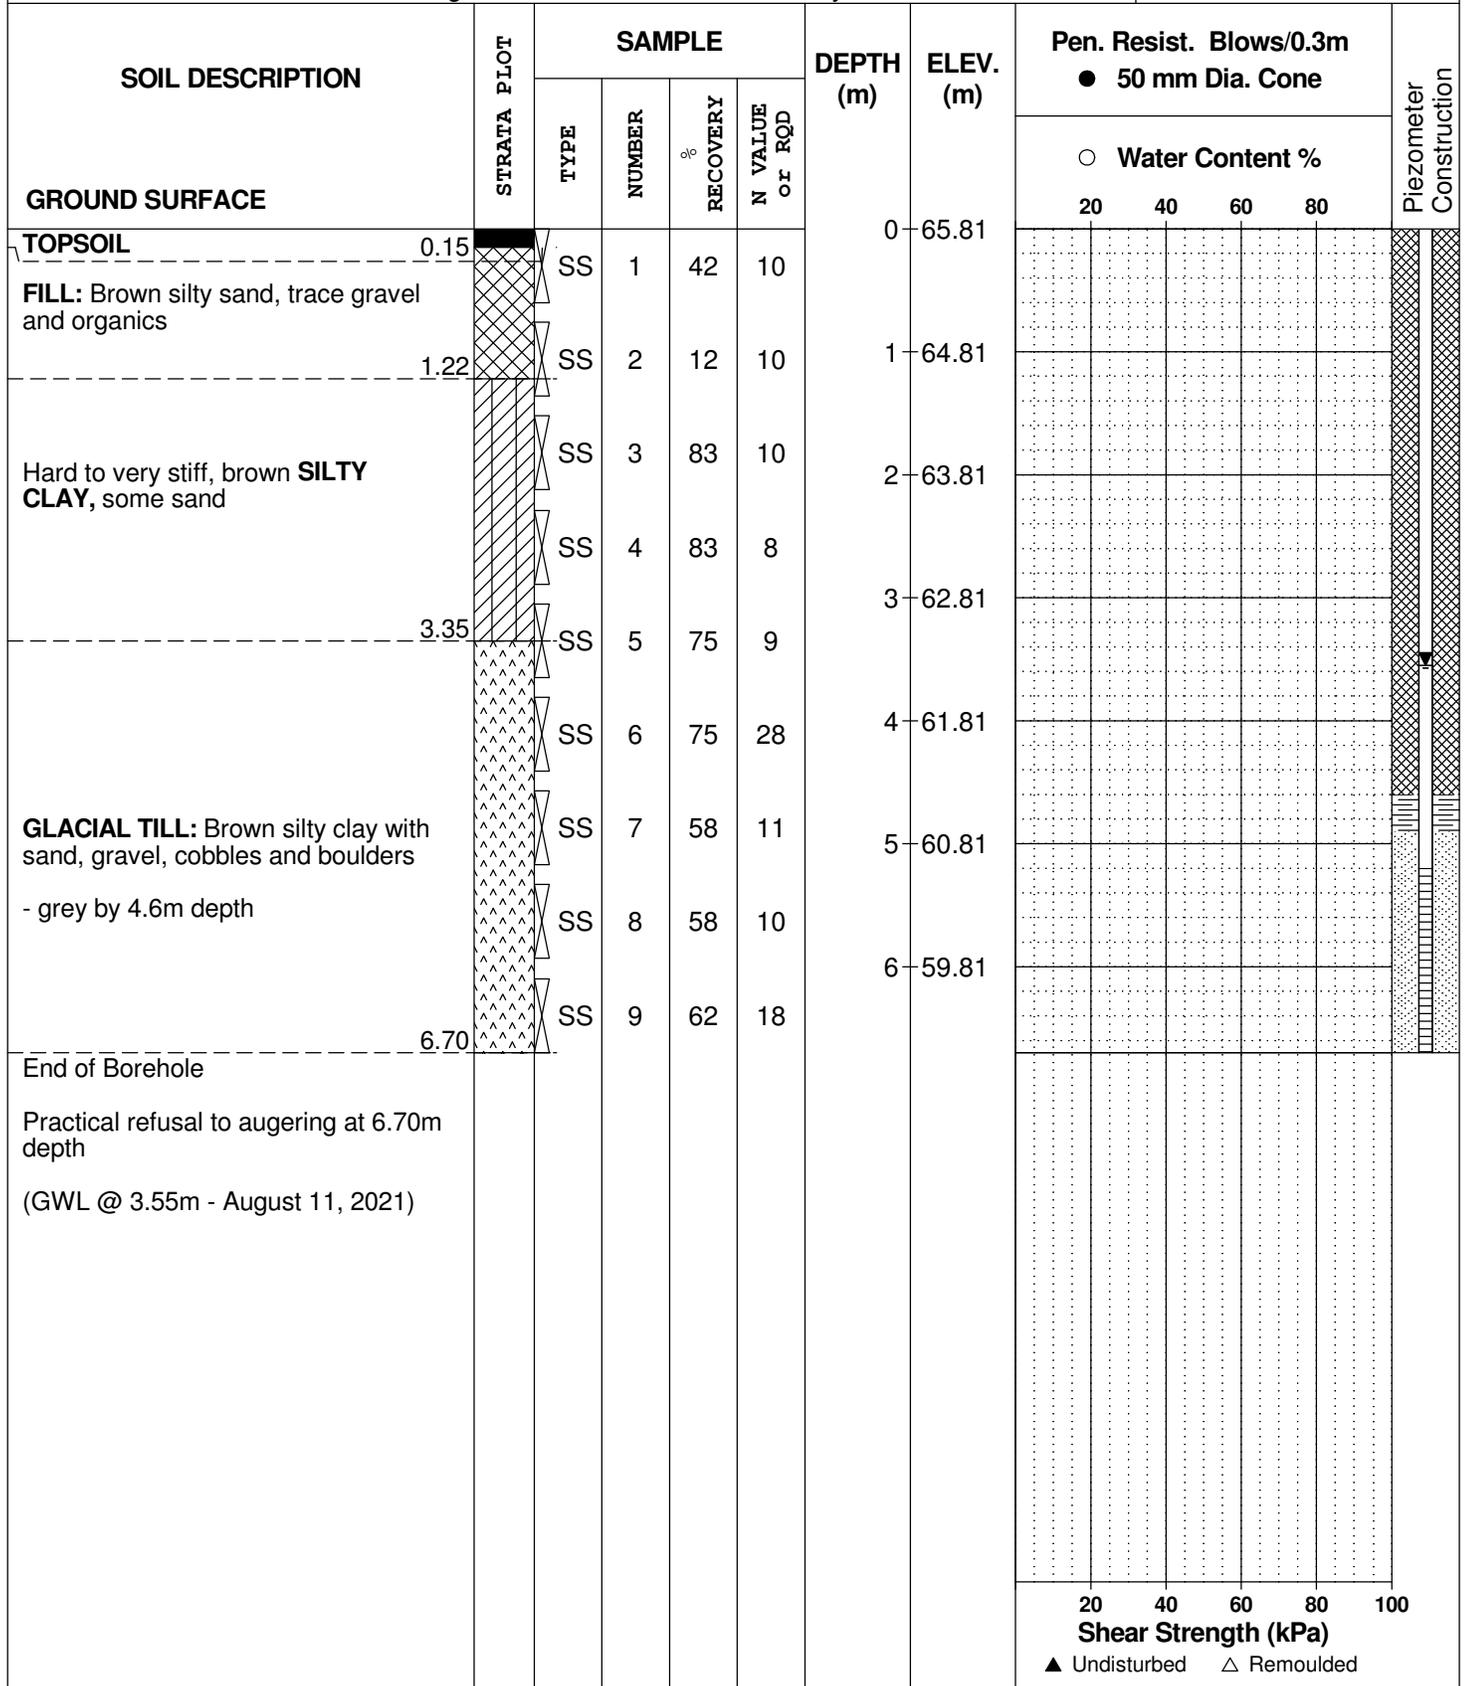 SOIL DESCRIPTION
GROUND SURFACE
STRATA PLOT
SAMPLE
TYPE
NUMBER
% RECOVERY
N VALUE
or RQD
DEPTH
(m)
ELEV.
(m)
Pen. Resist. Blows/0.3m
● 50 mm Dia. Cone
○ Water Content %
20 40 60 80
Piezometer
Construction
0 65.81
TOPSOIL 0.15
SS 1 42 10
FILL: Brown silty sand, trace gravel
and organics
1.22
SS 2 12 10
1 64.81
SS 3 83 10
Hard to very stiff, brown SILTY
CLAY, some sand
2 63.81
SS 4 83 8
3 62.81
3.35
SS 5 75 9
SS 6 75 28
4 61.81
GLACIAL TILL: Brown silty clay with
sand, gravel, cobbles and boulders
SS 7 58 11
5 60.81
- grey by 4.6m depth
SS 8 58 10
6 59.81
SS 9 62 18
6.70
End of Borehole
Practical refusal to augering at 6.70m
depth
(GWL @ 3.55m - August 11, 2021)
20 40 60 80 100
Shear Strength (kPa)
▲ Undisturbed △ Remoulded